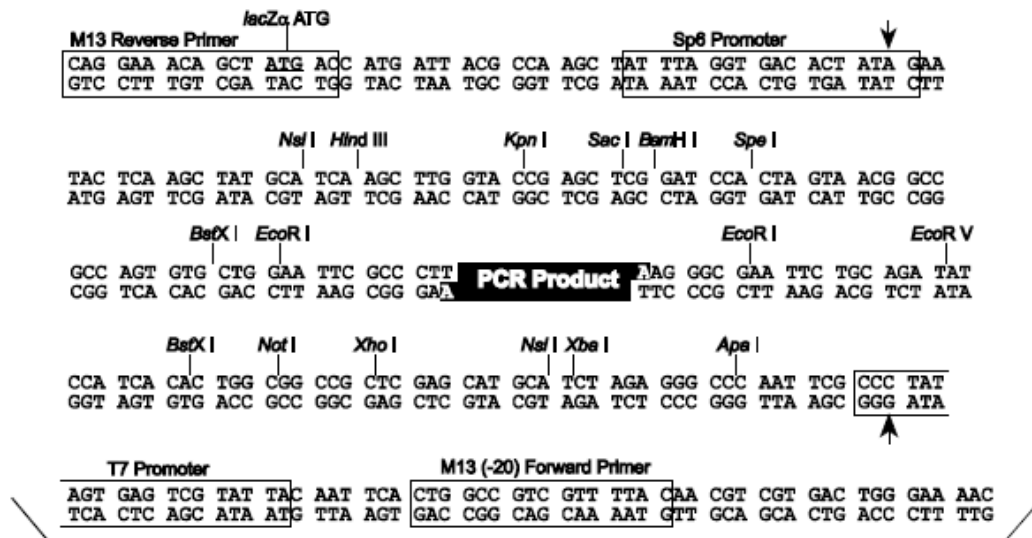 lacZα ATG
M13 Reverse Primer Sp6 Promoter
CAG GAA ACA GCT ATG ACC ATG ATT ACG CCA AGC TAT TTA GGT GAC ACT ATA GAA
GTC CTT TGT CGA TAC TGG TAC TAA TGC GGT TCG ATA AAT CCA CTG TGA TAT CTT
Nsi I Hind III Kpn I Sac I BamH I Spe I
TAC TCA AGC TAT GCA TCA AGC TTG GTA CCG AGC TCG GAT CCA CTA GTA ACG GCC
ATG AGT TCG ATA CGT AGT TCG AAC CAT GGC TCG AGC CTA GGT GAT CAT TGC CGG
BstX I EcoR I EcoR I EcoR V
GCC AGT GTG CTG GAA TTC GCC CTT PCR Product AAG GGC GAA TTC TGC AGA TAT
CGG TCA CAC GAC CTT AAG CGG GAA TTC CCG CTT AAG ACG TCT ATA
BstX I Not I Xho I Nsi I Xba I Apa I
CCA TCA CAC TGG CGG CCG CTC GAG CAT GCA TCT AGA GGG CCC AAT TCG CCC TAT
GGT AGT GTG ACC GCC GGC GAG CTC GTA CGT AGA TCT CCC GGG TTA AGC GGG ATA
T7 Promoter M13 (-20) Forward Primer
AGT GAG TCG TAT TAC AAT TCA CTG GCC GTC GTT TTA CAA CGT CGT GAC TGG GAA AAC
TCA CTC AGC ATA ATG TTA AGT GAC CGG CAG CAA AAT GTT GCA GCA CTG ACC CTT TTG